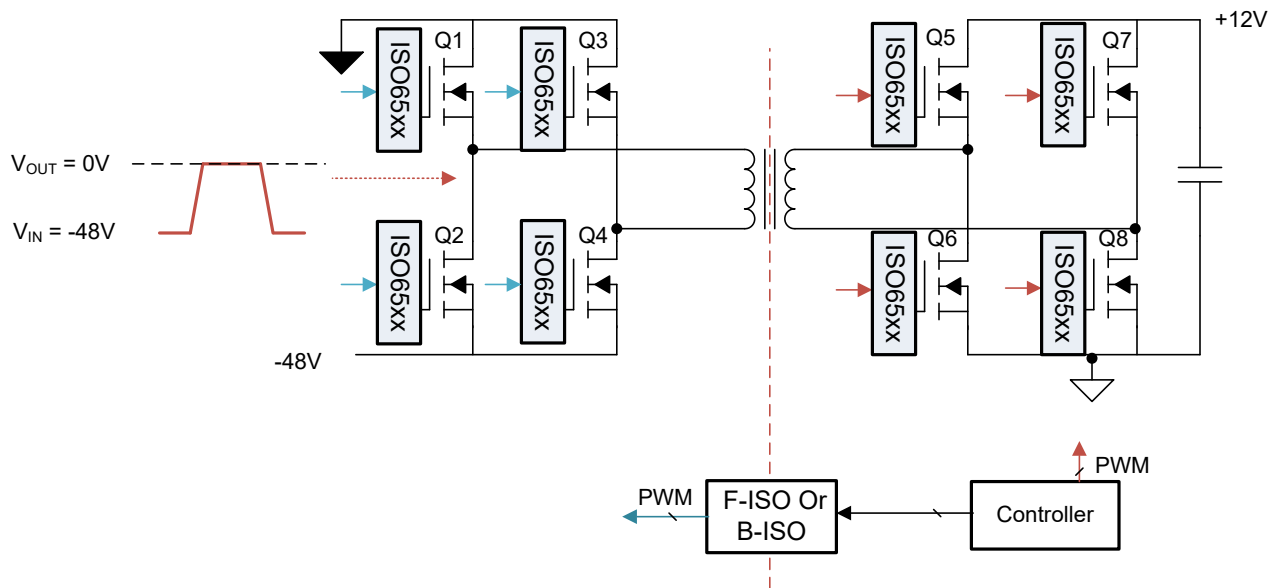 Q1
Q3
Q5
Q7
+12V
ISO65xx
ISO65xx
ISO65xx
ISO65xx
VOUT = 0V
VIN = -48V
Q2
Q4
Q6
Q8
ISO65xx
ISO65xx
ISO65xx
ISO65xx
-48V
PWM
PWM
F-ISO Or
B-ISO
Controller